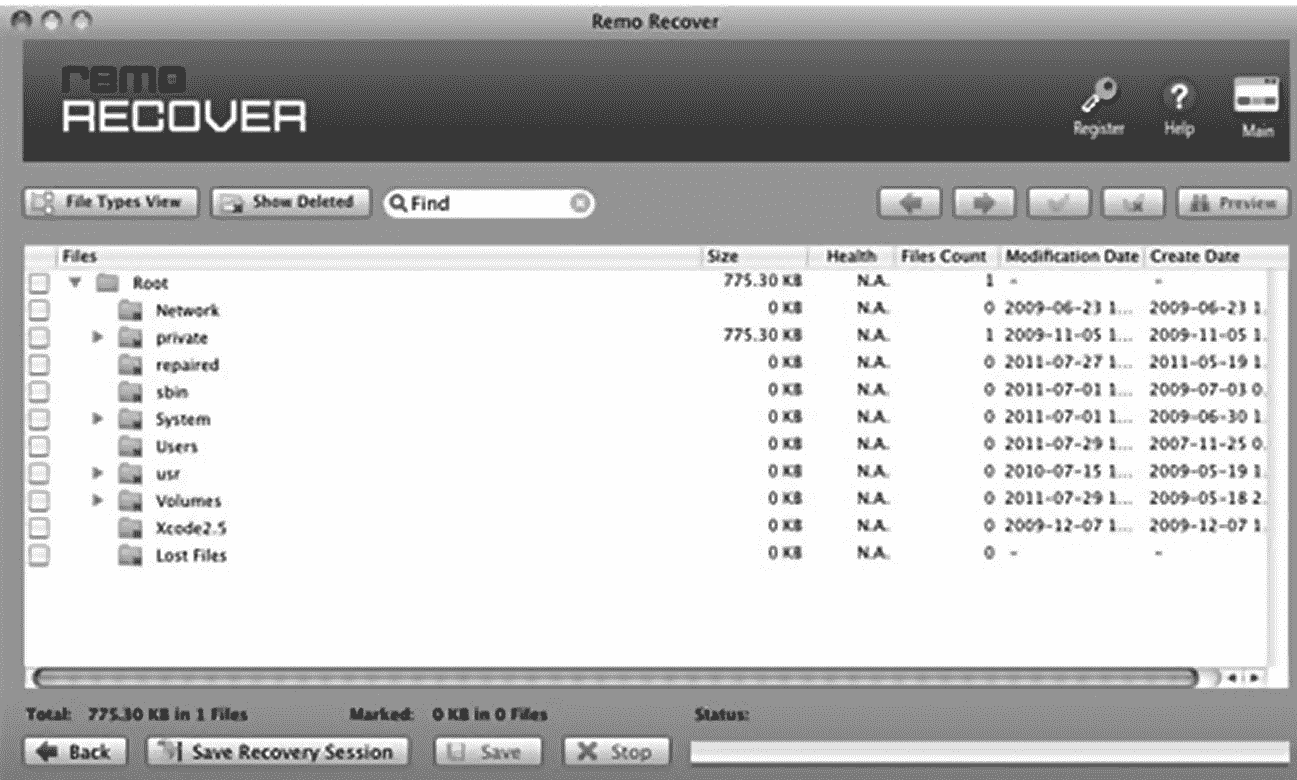 Remo Recover
remo
RECOVER
Register Help Main
File Types View Show Deleted Find Preview
Files Size Health Files Count Modification Date Create Date
Root 775.30 KB N.A. 1 - -
Network 0 KB N.A. 0 2009-06-23 1... 2009-06-23 1.
private 775.30 KB N.A. 1 2009-11-05 1... 2009-11-05 1.
repaired 0 KB N.A. 0 2011-07-27 1... 2011-05-19 1.
sbin 0 KB N.A. 0 2011-07-01 1... 2009-07-03 0.
System 0 KB N.A. 0 2011-07-01 1... 2009-06-30 1.
Users 0 KB N.A. 0 2011-07-29 1... 2007-11-25 0.
usr 0 KB N.A. 0 2010-07-15 1... 2009-05-19 1.
Volumes 0 KB N.A. 0 2011-07-29 1... 2009-05-18 2.
Xcode2.5 0 KB N.A. 0 2009-12-07 1... 2009-12-07 1.
Lost Files 0 KB N.A. 0 - -
Total: 775.30 KB in 1 Files Marked: 0 KB in 0 Files Status:
Back Save Recovery Session Save Stop